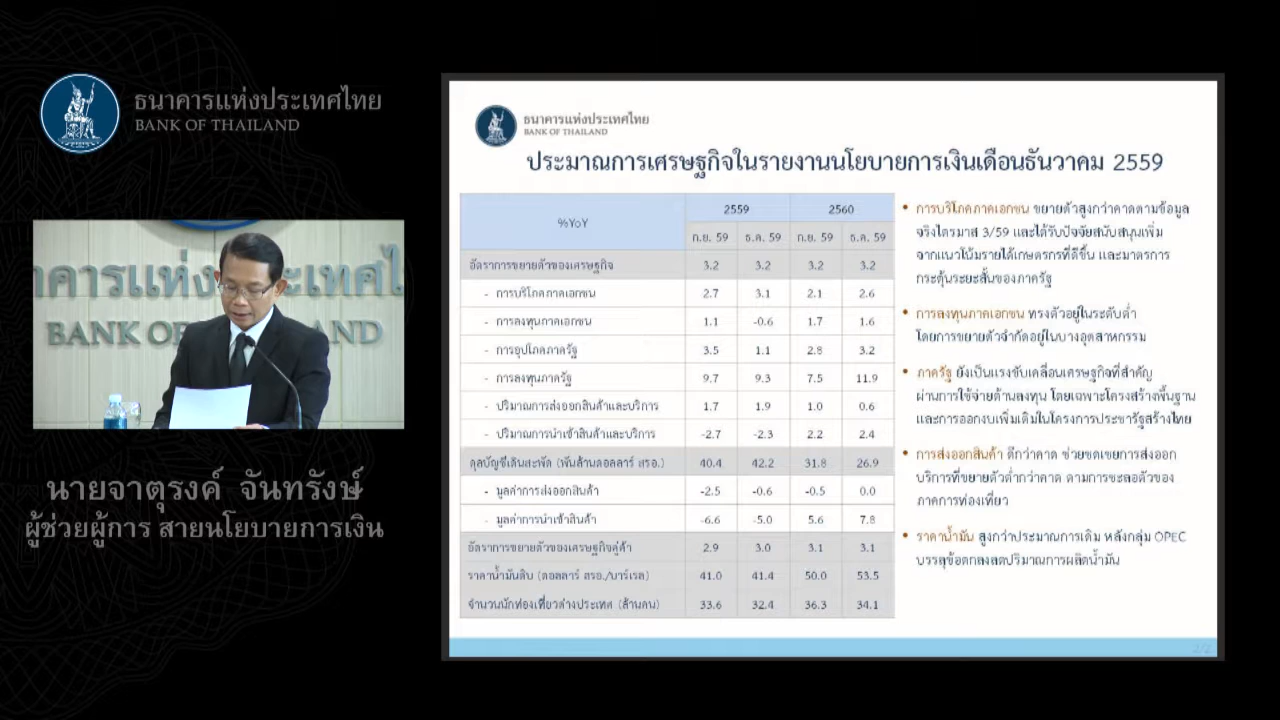 ธนาคารแห่งประเทศไทย
BANK OF THAILAND
คารแห่งประเทศไ
BANK OF THAILAND
นายจาตุรงค์ จันทรังษ์
ผู้ช่วยผู้การ สายนโยบายการเงิน
ธนาคารแห่งประเทศไทย
BANK OF THAILAND
ประมาณการเศรษฐกิจในรายงานนโยบายการเงินเดือนธันวาคม 2559
%YoY 2559 2560
ก.ย. 59 ธ.ค. 59 ก.ย. 59 ธ.ค. 59
อัตราการขยายตัวของเศรษฐกิจ 3.2 3.2 3.2 3.2
- การบริโภคภาคเอกชน 2.7 3.1 2.1 2.6
- การลงทุนภาคเอกชน 1.1 -0.6 1.7 1.6
- การอุปโภคภาครัฐ 3.5 1.1 2.8 3.2
- การลงทุนภาครัฐ 9.7 9.3 7.5 11.9
- ปริมาณการส่งออกสินค้าและบริการ 1.7 1.9 1.0 0.6
- ปริมาณการนำเข้าสินค้าและบริการ -2.7 -2.3 2.2 2.4
ดุลบัญชีเดินสะพัด (พันล้านดอลลาร์ สรอ.) 40.4 42.2 31.8 26.9
- มูลค่าการส่งออกสินค้า -2.5 -0.6 -0.5 0.0
- มูลค่าการนำเข้าสินค้า -6.6 -5.0 5.6 7.8
อัตราการขยายตัวของเศรษฐกิจคู่ค้า 2.9 3.0 3.1 3.1
ราคาน้ำมันดิบ (ดอลลาร์ สรอ./บาร์เรล) 41.0 41.4 50.0 53.5
จำนวนนักท่องเที่ยวต่างประเทศ (ล้านคน) 33.6 32.4 36.3 34.1
• การบริโภคภาคเอกชน ขยายตัวสูงกว่าคาดตามข้อมูล
จริงไตรมาส 3/59 และได้รับปัจจัยสนับสนุนเพิ่ม
จากแนวโน้มรายได้เกษตรกรที่ดีขึ้น และมาตรการ
กระตุ้นระยะสั้นของภาครัฐ
• การลงทุนภาคเอกชน ทรงตัวอยู่ในระดับต่ำ
โดยการขยายตัวจำกัดอยู่ในบางอุตสาหกรรม
• ภาครัฐ ยังเป็นแรงขับเคลื่อนเศรษฐกิจที่สำคัญ
ผ่านการใช้จ่ายด้านลงทุน โดยเฉพาะโครงสร้างพื้นฐาน
และการออกงบเพิ่มเติมในโครงการประชารัฐสร้างไทย
• การส่งออกสินค้า ดีกว่าคาด ช่วยชดเชยการส่งออก
บริการที่ขยายตัวต่ำกว่าคาด ตามการชะลอตัวของ
ภาคการท่องเที่ยว
• ราคาน้ำมัน สูงกว่าประมาณการเดิม หลังกลุ่ม OPEC
บรรลุข้อตกลงลดปริมาณการผลิตน้ำมัน
2/2